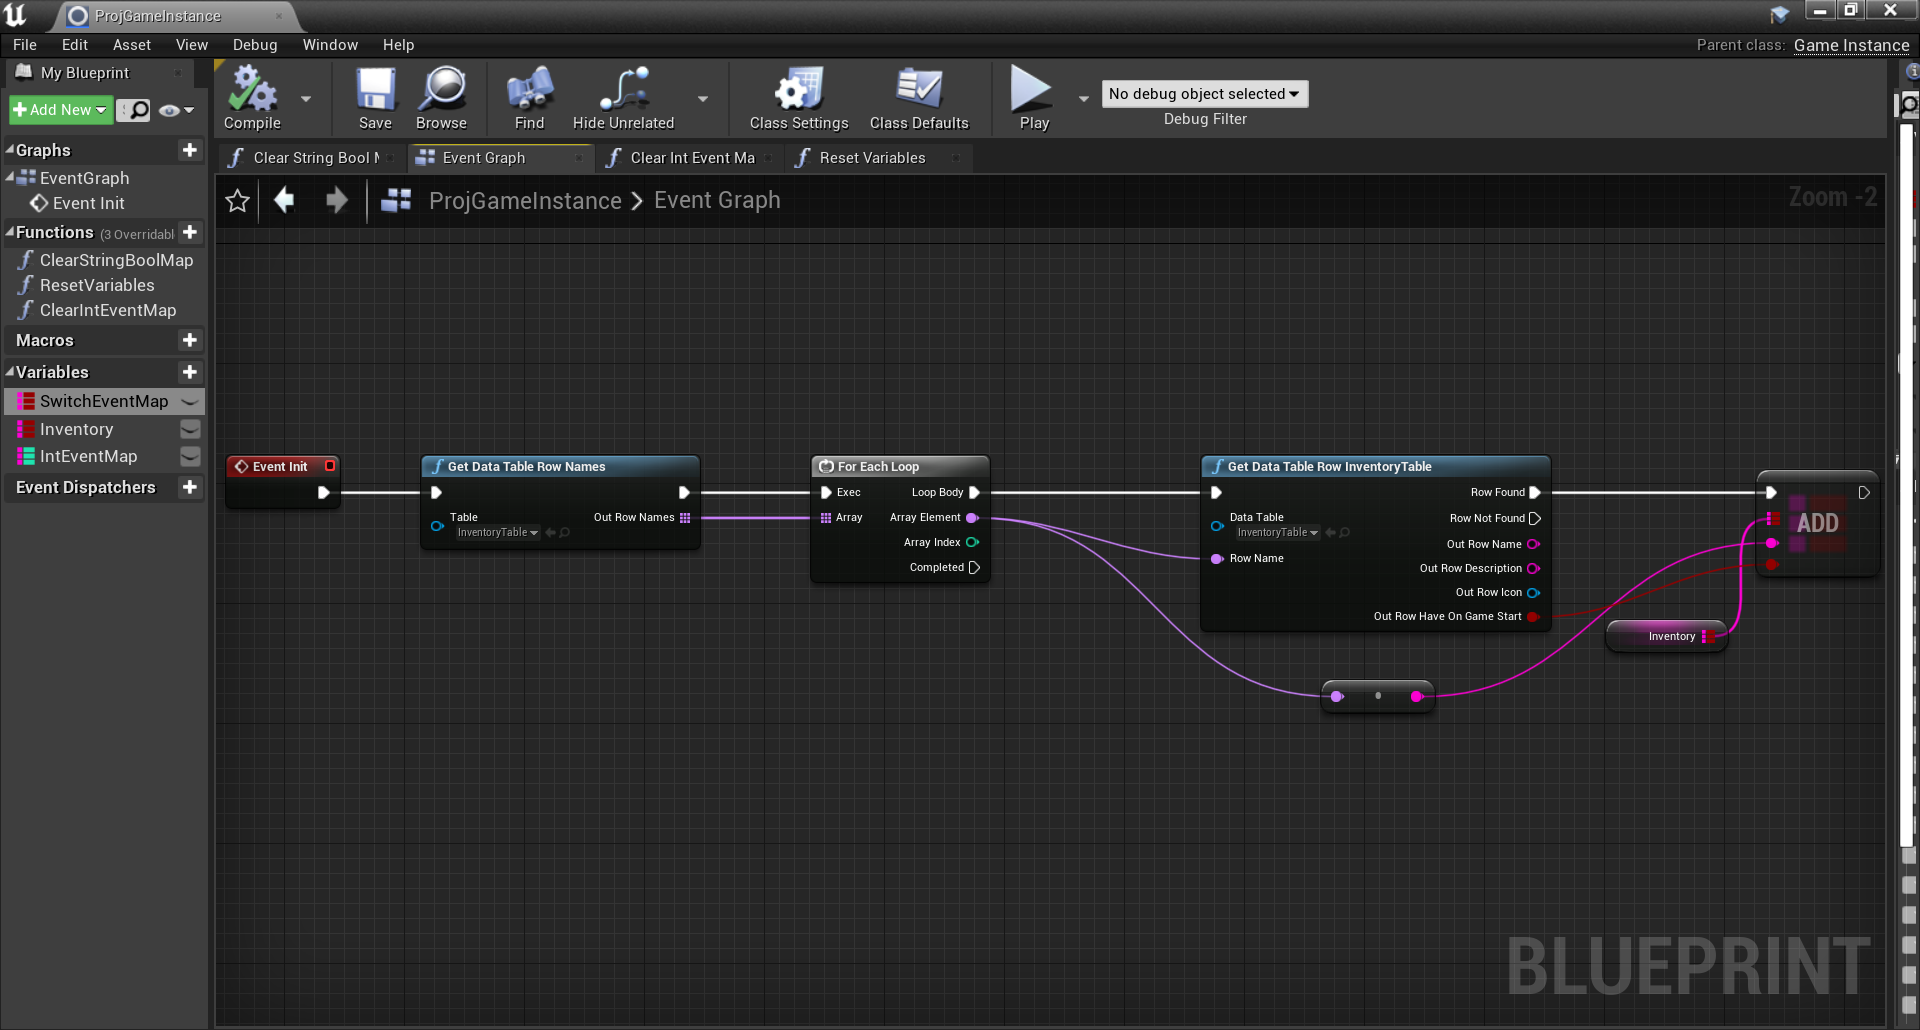 ProjGameInstance
File Edit Asset View Debug Window Help
Parent class: Game Instance
My Blueprint
Add New
Compile
Save
Browse
Find
Hide Unrelated
Class Settings
Class Defaults
Play
No debug object selected
Debug Filter
Clear String Bool M
Event Graph
Clear Int Event Ma
Reset Variables
ProjGameInstance > Event Graph
Zoom -2
Graphs
EventGraph
Event Init
Functions (3 Overridabl
ClearStringBoolMap
ResetVariables
ClearIntEventMap
Macros
Variables
SwitchEventMap
Inventory
IntEventMap
Event Dispatchers
Event Init
Get Data Table Row Names
Table
InventoryTable
Out Row Names
For Each Loop
Exec
Loop Body
Array
Array Element
Array Index
Completed
Get Data Table Row InventoryTable
Row Found
Data Table
InventoryTable
Row Not Found
Out Row Name
Row Name
Out Row Description
Out Row Icon
Out Row Have On Game Start
ADD
Inventory
BLUEPRINT